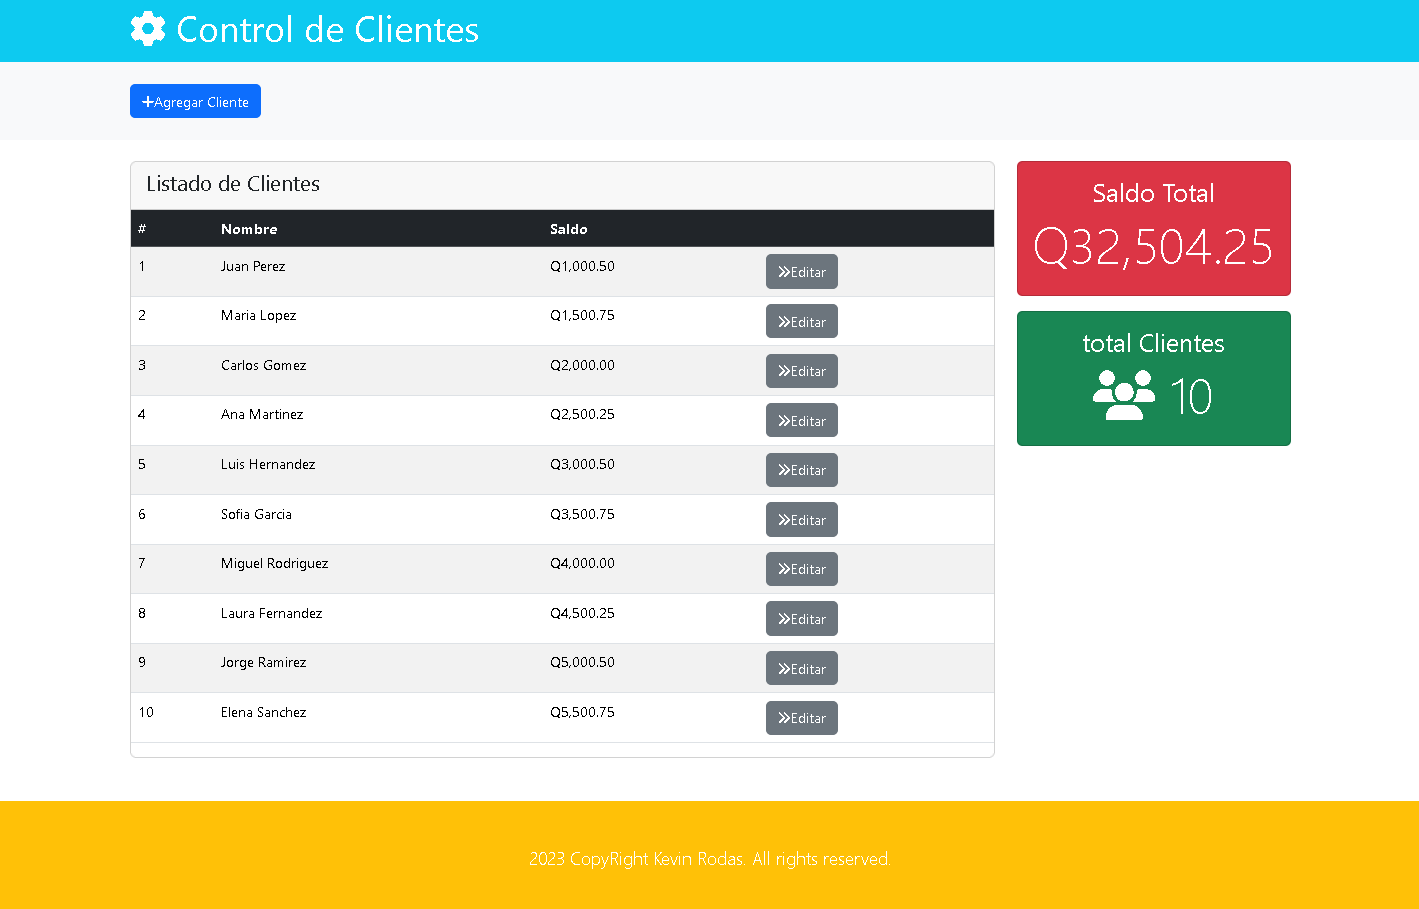 Control de Clientes
Agregar Cliente
Listado de Clientes
# Nombre Saldo
1 Juan Perez Q1,000.50 Editar
2 Maria Lopez Q1,500.75 Editar
3 Carlos Gomez Q2,000.00 Editar
4 Ana Martinez Q2,500.25 Editar
5 Luis Hernandez Q3,000.50 Editar
6 Sofia Garcia Q3,500.75 Editar
7 Miguel Rodriguez Q4,000.00 Editar
8 Laura Fernandez Q4,500.25 Editar
9 Jorge Ramirez Q5,000.50 Editar
10 Elena Sanchez Q5,500.75 Editar
Saldo Total
Q32,504.25
total Clientes
10
2023 CopyRight Kevin Rodas. All rights reserved.